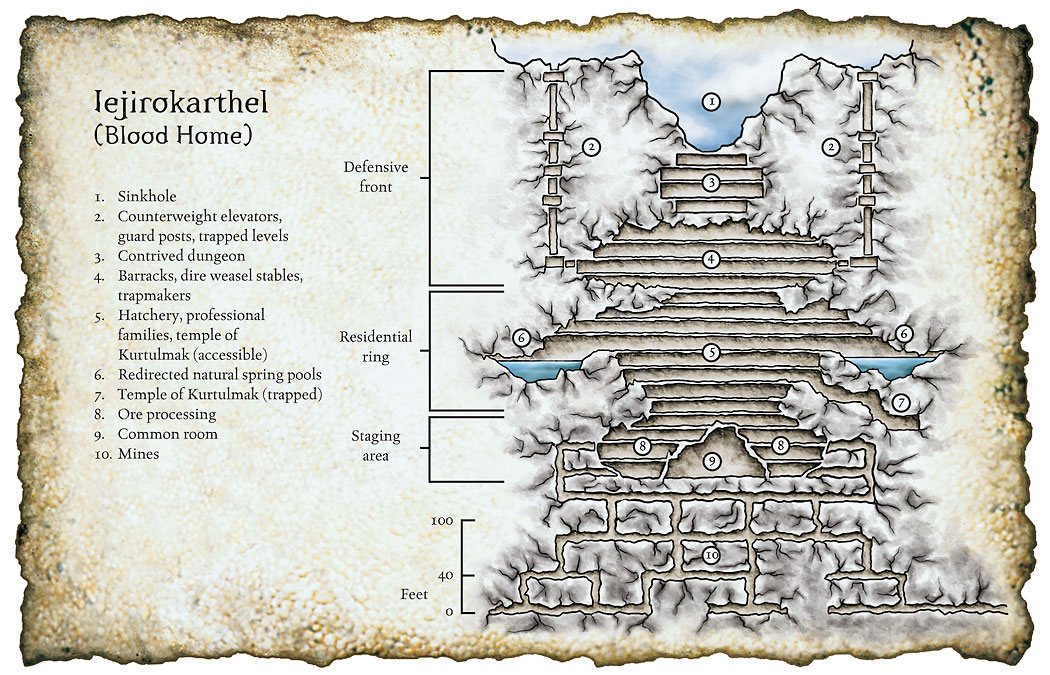 Iejirokarthel
(Blood Home)
1. Sinkhole
2. Counterweight elevators,
guard posts, trapped levels
3. Contrived dungeon
4. Barracks, dire weasel stables,
trapmakers
5. Hatchery, professional
families, temple of
Kurtulmak (accessible)
6. Redirected natural spring pools
7. Temple of Kurtulmak (trapped)
8. Ore processing
9. Common room
10. Mines
Defensive
front
Residential
ring
Staging
area
100
40
Feet
0
1
2
2
3
4
6
6
5
7
8
8
9
10